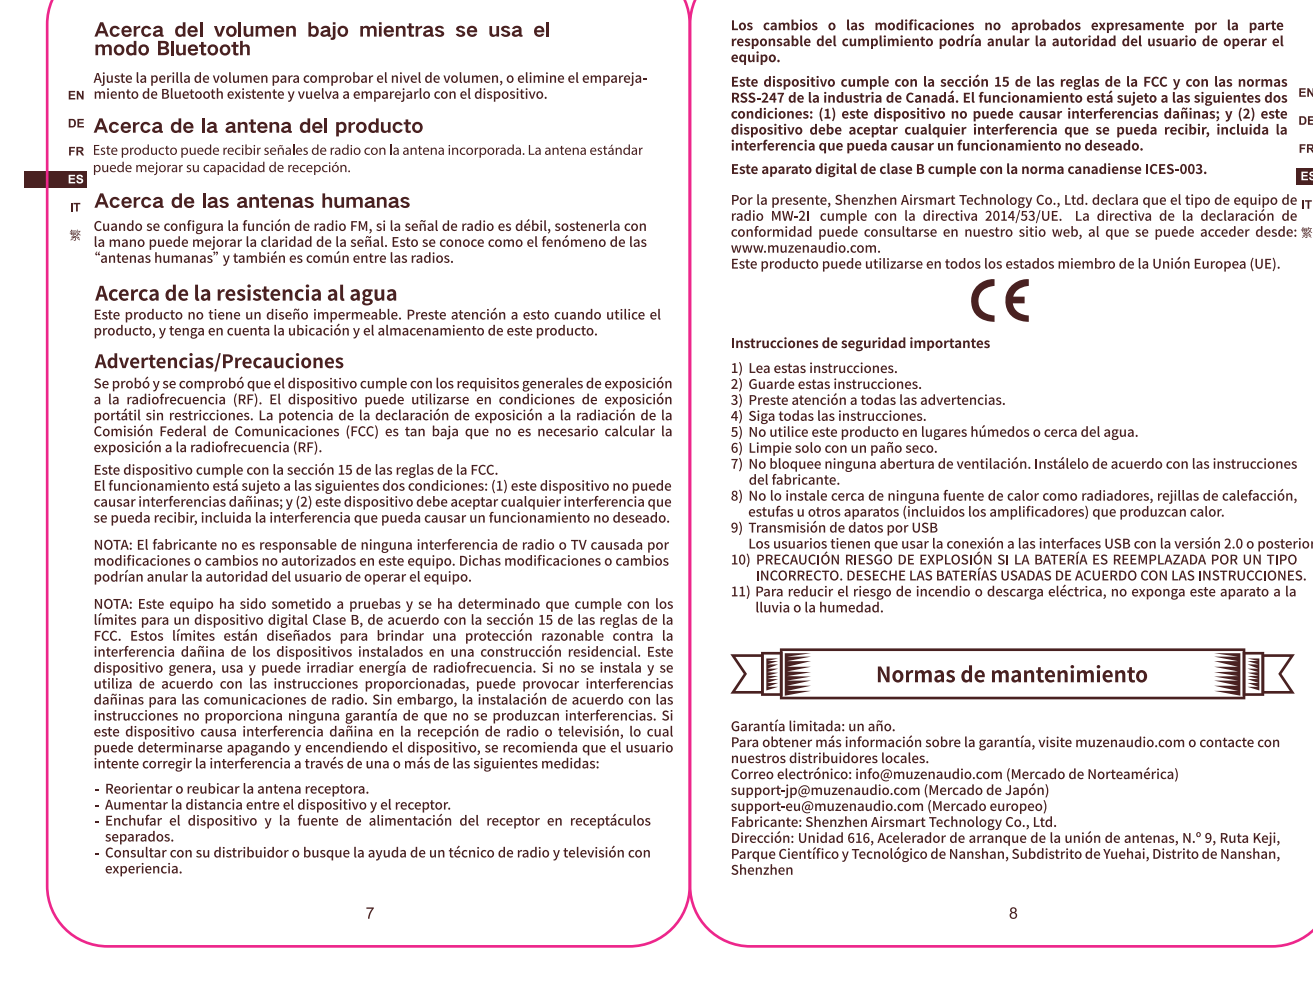 Acerca del volumen bajo mientras se usa el
modo Bluetooth
Ajuste la perilla de volumen para comprobar el nivel de volumen, o elimine el empareja-
miento de Bluetooth existente y vuelva a emparejarlo con el dispositivo.
EN
DE
FR
ES
IT
繁
Acerca de la antena del producto
Este producto puede recibir señales de radio con la antena incorporada. La antena estándar
puede mejorar su capacidad de recepción.
Acerca de las antenas humanas
Cuando se configura la función de radio FM, si la señal de radio es débil, sostenerla con
la mano puede mejorar la claridad de la señal. Esto se conoce como el fenómeno de las
“antenas humanas” y también es común entre las radios.
Acerca de la resistencia al agua
Este producto no tiene un diseño impermeable. Preste atención a esto cuando utilice el
producto, y tenga en cuenta la ubicación y el almacenamiento de este producto.
Advertencias/Precauciones
Se probó y se comprobó que el dispositivo cumple con los requisitos generales de exposición
a la radiofrecuencia (RF). El dispositivo puede utilizarse en condiciones de exposición
portátil sin restricciones. La potencia de la declaración de exposición a la radiación de la
Comisión Federal de Comunicaciones (FCC) es tan baja que no es necesario calcular la
exposición a la radiofrecuencia (RF).
Este dispositivo cumple con la sección 15 de las reglas de la FCC.
El funcionamiento está sujeto a las siguientes dos condiciones: (1) este dispositivo no puede
causar interferencias dañinas; y (2) este dispositivo debe aceptar cualquier interferencia que
se pueda recibir, incluida la interferencia que pueda causar un funcionamiento no deseado.
NOTA: El fabricante no es responsable de ninguna interferencia de radio o TV causada por
modificaciones o cambios no autorizados en este equipo. Dichas modificaciones o cambios
podrían anular la autoridad del usuario de operar el equipo.
NOTA: Este equipo ha sido sometido a pruebas y se ha determinado que cumple con los
límites para un dispositivo digital Clase B, de acuerdo con la sección 15 de las reglas de la
FCC. Estos límites están diseñados para brindar una protección razonable contra la
interferencia dañina de los dispositivos instalados en una construcción residencial. Este
dispositivo genera, usa y puede irradiar energía de radiofrecuencia. Si no se instala y se
utiliza de acuerdo con las instrucciones proporcionadas, puede provocar interferencias
dañinas para las comunicaciones de radio. Sin embargo, la instalación de acuerdo con las
instrucciones no proporciona ninguna garantía de que no se produzcan interferencias. Si
este dispositivo causa interferencia dañina en la recepción de radio o televisión, lo cual
puede determinarse apagando y encendiendo el dispositivo, se recomienda que el usuario
intente corregir la interferencia a través de una o más de las siguientes medidas:
- Reorientar o reubicar la antena receptora.
- Aumentar la distancia entre el dispositivo y el receptor.
- Enchufar el dispositivo y la fuente de alimentación del receptor en receptáculos
separados.
- Consultar con su distribuidor o busque la ayuda de un técnico de radio y televisión con
experiencia.
7
Los cambios o las modificaciones no aprobados expresamente por la parte
responsable del cumplimiento podría anular la autoridad del usuario de operar el
equipo.
Este dispositivo cumple con la sección 15 de las reglas de la FCC y con las normas
RSS-247 de la industria de Canadá. El funcionamiento está sujeto a las siguientes dos
condiciones: (1) este dispositivo no puede causar interferencias dañinas; y (2) este
dispositivo debe aceptar cualquier interferencia que se pueda recibir, incluida la
interferencia que pueda causar un funcionamiento no deseado.
Este aparato digital de clase B cumple con la norma canadiense ICES-003.
Por la presente, Shenzhen Airsmart Technology Co., Ltd. declara que el tipo de equipo de
radio MW-2I cumple con la directiva 2014/53/UE. La directiva de la declaración de
conformidad puede consultarse en nuestro sitio web, al que se puede acceder desde:
www.muzenaudio.com.
Este producto puede utilizarse en todos los estados miembro de la Unión Europea (UE).
EN
DE
FR
ES
IT
繁
CE
Instrucciones de seguridad importantes
1) Lea estas instrucciones.
2) Guarde estas instrucciones.
3) Preste atención a todas las advertencias.
4) Siga todas las instrucciones.
5) No utilice este producto en lugares húmedos o cerca del agua.
6) Limpie solo con un paño seco.
7) No bloquee ninguna abertura de ventilación. Instálelo de acuerdo con las instrucciones
del fabricante.
8) No lo instale cerca de ninguna fuente de calor como radiadores, rejillas de calefacción,
estufas u otros aparatos (incluidos los amplificadores) que produzcan calor.
9) Transmisión de datos por USB
Los usuarios tienen que usar la conexión a las interfaces USB con la versión 2.0 o posterior
10) PRECAUCIÓN RIESGO DE EXPLOSIÓN SI LA BATERÍA ES REEMPLAZADA POR UN TIPO
INCORRECTO. DESECHE LAS BATERÍAS USADAS DE ACUERDO CON LAS INSTRUCCIONES.
11) Para reducir el riesgo de incendio o descarga eléctrica, no exponga este aparato a la
lluvia o la humedad.
Normas de mantenimiento
Garantía limitada: un año.
Para obtener más información sobre la garantía, visite muzenaudio.com o contacte con
nuestros distribuidores locales.
Correo electrónico: info@muzenaudio.com (Mercado de Norteamérica)
support-jp@muzenaudio.com (Mercado de Japón)
support-eu@muzenaudio.com (Mercado europeo)
Fabricante: Shenzhen Airsmart Technology Co., Ltd.
Dirección: Unidad 616, Acelerador de arranque de la unión de antenas, N.º 9, Ruta Keji,
Parque Científico y Tecnológico de Nanshan, Subdistrito de Yuehai, Distrito de Nanshan,
Shenzhen
8